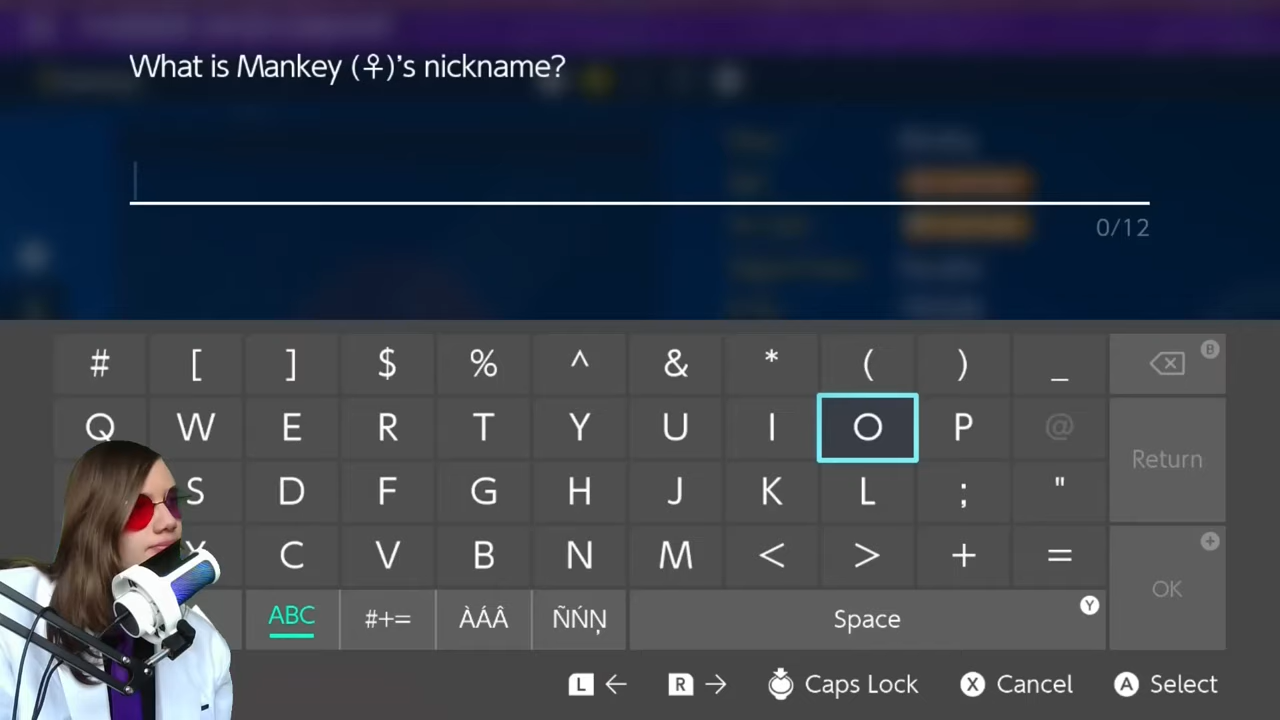 What is Mankey (♀)'s nickname?
0/12
# [ ] $ % ^ & * ( ) _ B
Q W E R T Y U I O P @ Return
S D F G H J K L ; "
X C V B N M < > + = + OK
ABC #+= ÀÁÂ ÑŃŅ Space Y
L ← R → Caps Lock X Cancel A Select